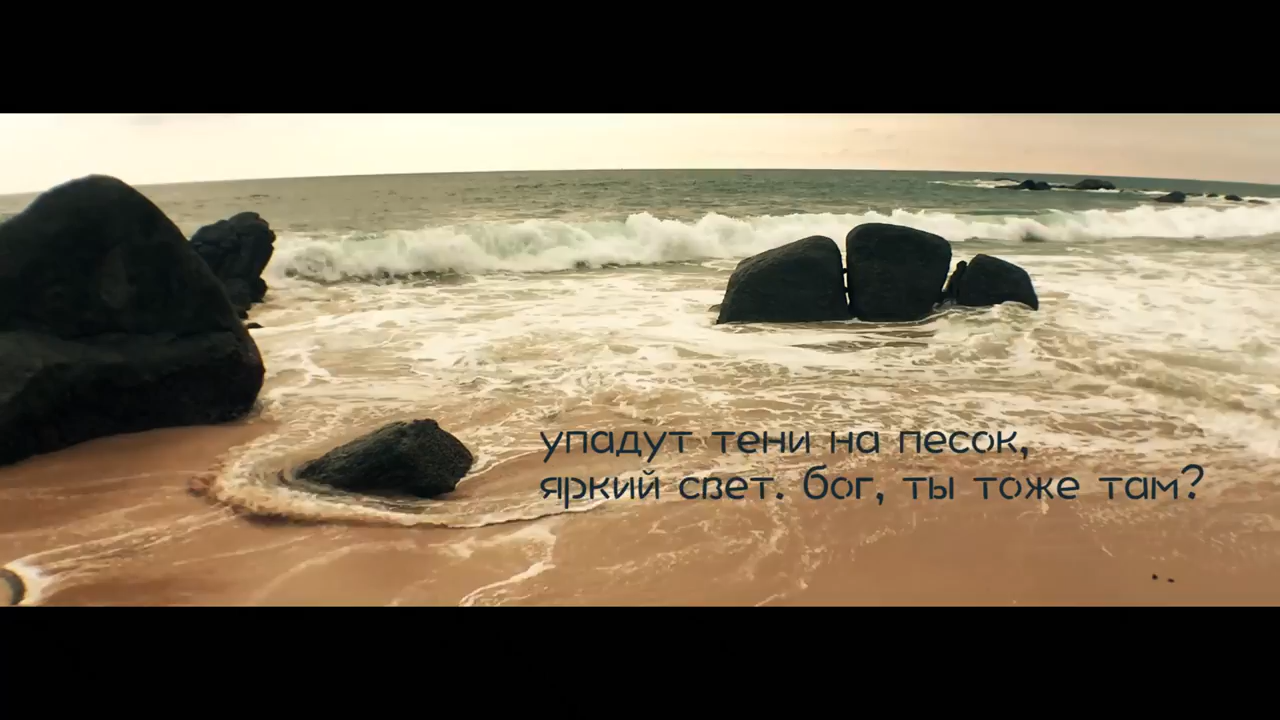 упадут тени на песок,
яркий свет. бог, ты тоже там?